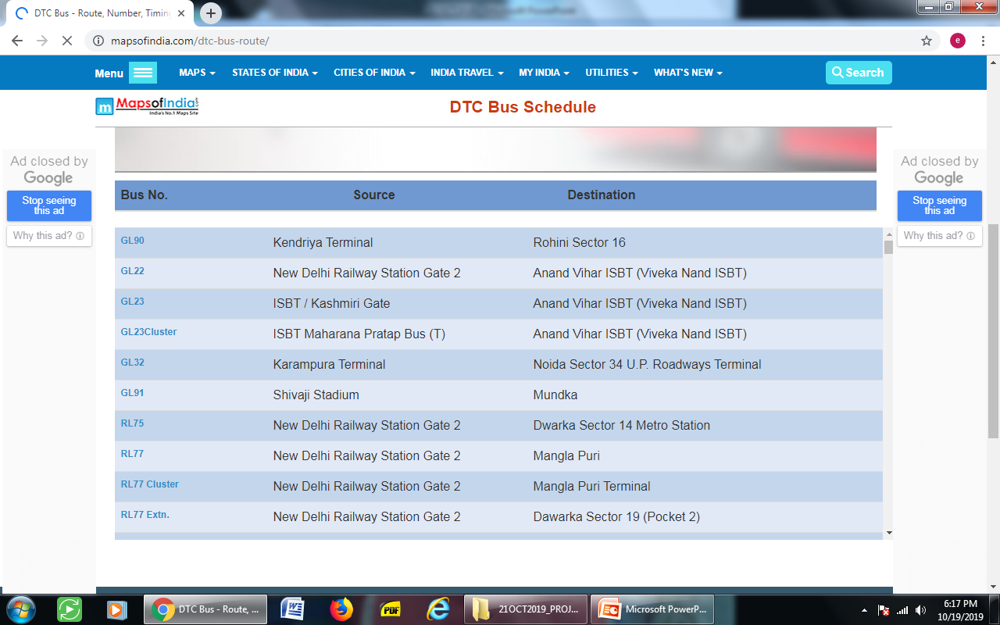 DTC Bus - Route, Number, Timing
mapsofindia.com/dtc-bus-route/
e
Menu MAPS STATES OF INDIA CITIES OF INDIA INDIA TRAVEL MY INDIA UTILITIES WHAT'S NEW Search
m MapsofIndia DTC Bus Schedule
India's No.1 Maps Site
Ad closed by
Google
Stop seeing
this ad
Why this ad?
Ad closed by
Google
Stop seeing
this ad
Why this ad?
Bus No. Source Destination
GL90 Kendriya Terminal Rohini Sector 16
GL22 New Delhi Railway Station Gate 2 Anand Vihar ISBT (Viveka Nand ISBT)
GL23 ISBT / Kashmiri Gate Anand Vihar ISBT (Viveka Nand ISBT)
GL23Cluster ISBT Maharana Pratap Bus (T) Anand Vihar ISBT (Viveka Nand ISBT)
GL32 Karampura Terminal Noida Sector 34 U.P. Roadways Terminal
GL91 Shivaji Stadium Mundka
RL75 New Delhi Railway Station Gate 2 Dwarka Sector 14 Metro Station
RL77 New Delhi Railway Station Gate 2 Mangla Puri
RL77 Cluster New Delhi Railway Station Gate 2 Mangla Puri Terminal
RL77 Extn. New Delhi Railway Station Gate 2 Dawarka Sector 19 (Pocket 2)
DTC Bus - Route, ... PDF 21OCT2019_PROJ... Microsoft PowerP... 6:17 PM
10/19/2019